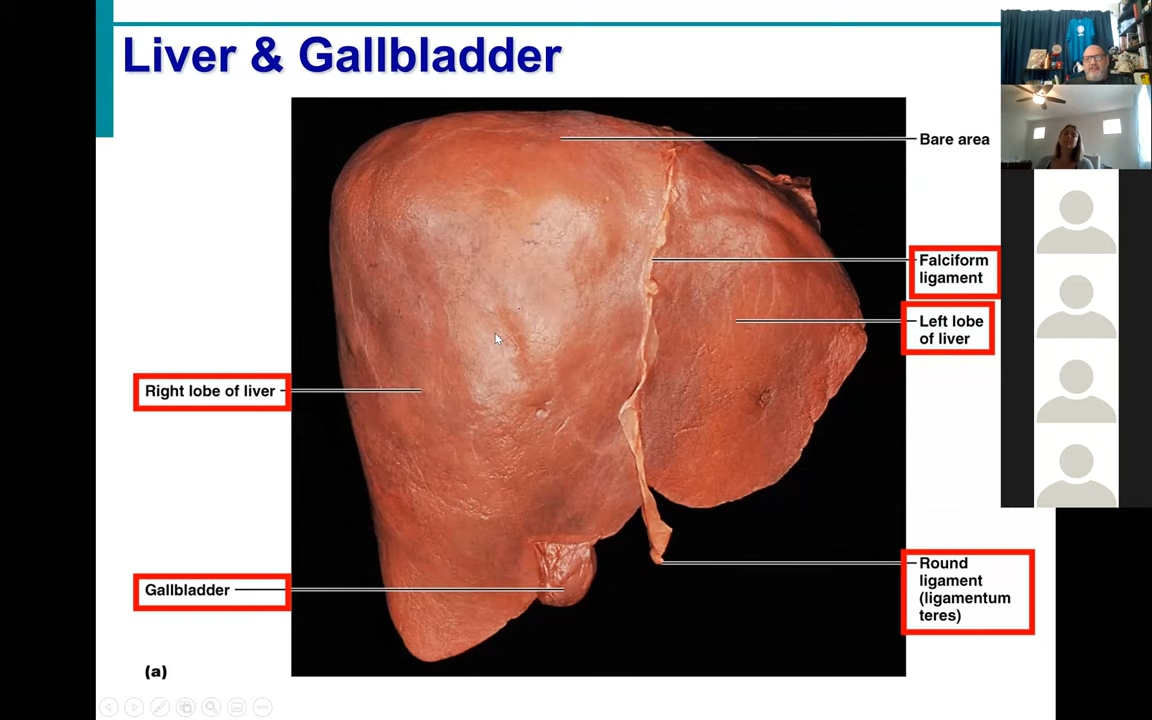 Liver & Gallbladder
Bare area
Falciform
ligament
Left lobe
of liver
Right lobe of liver
Round
ligament
(ligamentum
teres)
Gallbladder
(a)